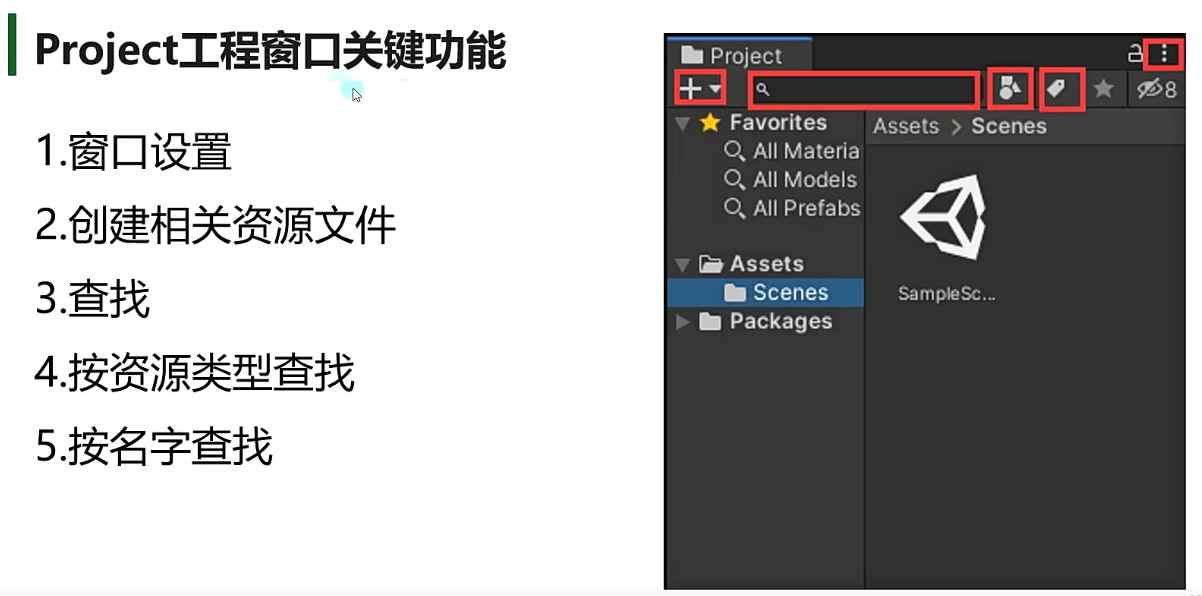 Project工程窗口关键功能
1.窗口设置
2.创建相关资源文件
3.查找
4.按资源类型查找
5.按名字查找
Project
8
Favorites
All Materia
All Models
All Prefabs
Assets
Scenes
Packages
Assets > Scenes
SampleSc...